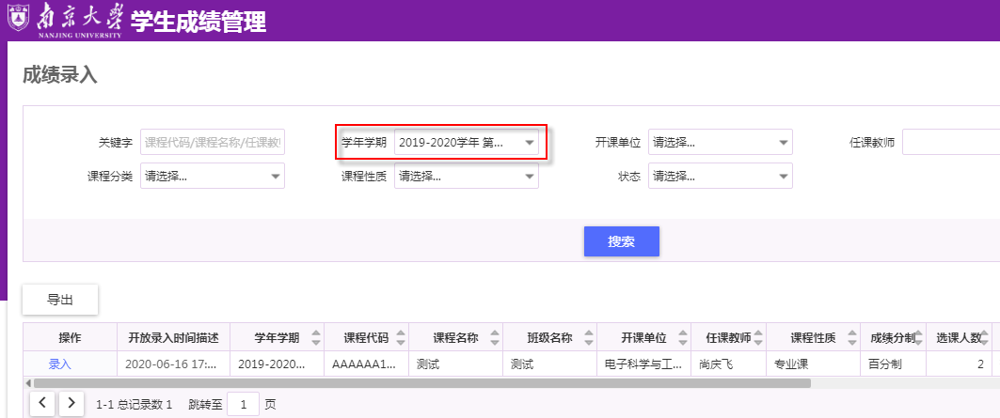 南京大学 学生成绩管理
NANJING UNIVERSITY
成绩录入
关键字 课程代码/课程名称/任课教 学年学期 2019-2020学年 第... 开课单位 请选择... 任课教师
课程分类 请选择... 课程性质 请选择... 状态 请选择...
搜索
导出
操作 开放录入时间描述 学年学期 课程代码 课程名称 班级名称 开课单位 任课教师 课程性质 成绩分制 选课人数
录入 2020-06-16 17:... 2019-2020... AAAAAA1... 测试 测试 电子科学与工... 尚庆飞 专业课 百分制 2
1-1 总记录数 1 跳转至 1 页